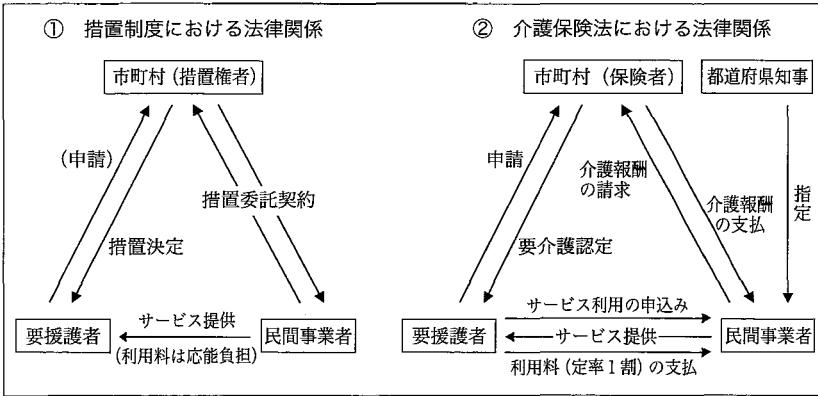 ① 措置制度における法律関係
市町村(措置権者)
(申請)
措置決定
措置委託契約
要援護者
サービス提供
(利用料は応能負担)
民間事業者
② 介護保険法における法律関係
市町村(保険者)
都道府県知事
申請
要介護認定
介護報酬
の請求
介護報酬
の支払
指定
要援護者
サービス利用の申込み
サービス提供
利用料(定率1割)の支払
民間事業者